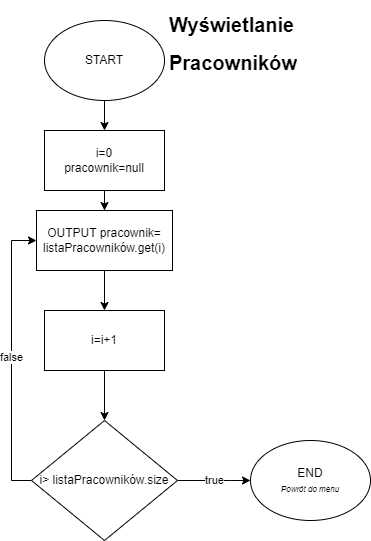 Wyświetlanie
Pracowników
START
i=0
pracownik=null
OUTPUT pracownik=
listaPracowników.get(i)
i=i+1
false
i> listaPracowników.size
true
END
Powrót do menu